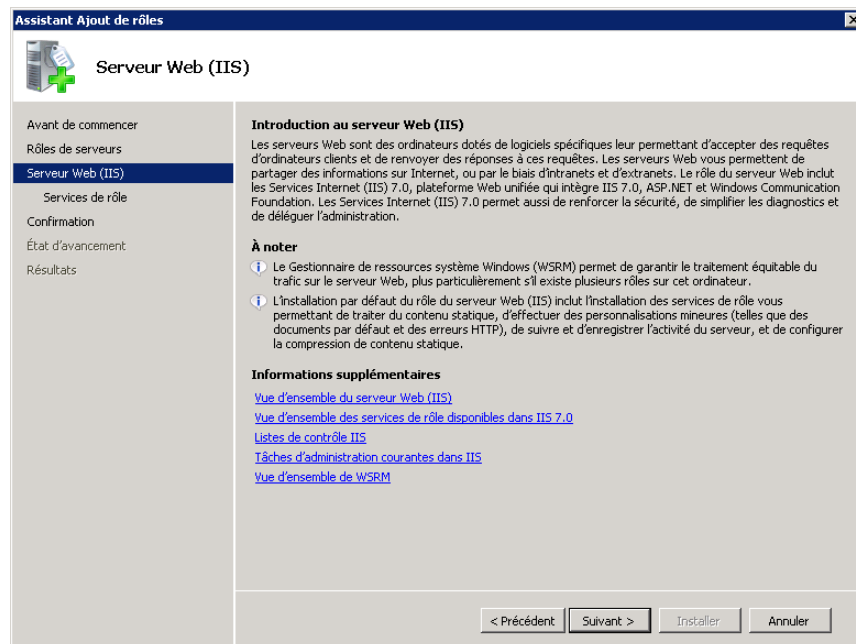 Assistant Ajout de rôles
Serveur Web (IIS)
Avant de commencer
Rôles de serveurs
Serveur Web (IIS)
Services de rôle
Confirmation
État d'avancement
Résultats
Introduction au serveur Web (IIS)
Les serveurs Web sont des ordinateurs dotés de logiciels spécifiques leur permettant d'accepter des requêtes
d'ordinateurs clients et de renvoyer des réponses à ces requêtes. Les serveurs Web vous permettent de
partager des informations sur Internet, ou par le biais d'intranets et d'extranets. Le rôle du serveur Web inclut
les Services Internet (IIS) 7.0, plateforme Web unifiée qui intègre IIS 7.0, ASP.NET et Windows Communication
Foundation. Les Services Internet (IIS) 7.0 permet aussi de renforcer la sécurité, de simplifier les diagnostics et
de déléguer l'administration.
À noter
Le Gestionnaire de ressources système Windows (WSRM) permet de garantir le traitement équitable du
trafic sur le serveur Web, plus particulièrement s'il existe plusieurs rôles sur cet ordinateur.
L'installation par défaut du rôle du serveur Web (IIS) inclut l'installation des services de rôle vous
permettant de traiter du contenu statique, d'effectuer des personnalisations mineures (telles que des
documents par défaut et des erreurs HTTP), de suivre et d'enregistrer l'activité du serveur, et de configurer
la compression de contenu statique.
Informations supplémentaires
Vue d'ensemble du serveur Web (IIS)
Vue d'ensemble des services de rôle disponibles dans IIS 7.0
Listes de contrôle IIS
Tâches d'administration courantes dans IIS
Vue d'ensemble de WSRM
< Précédent
Suivant >
Installer
Annuler